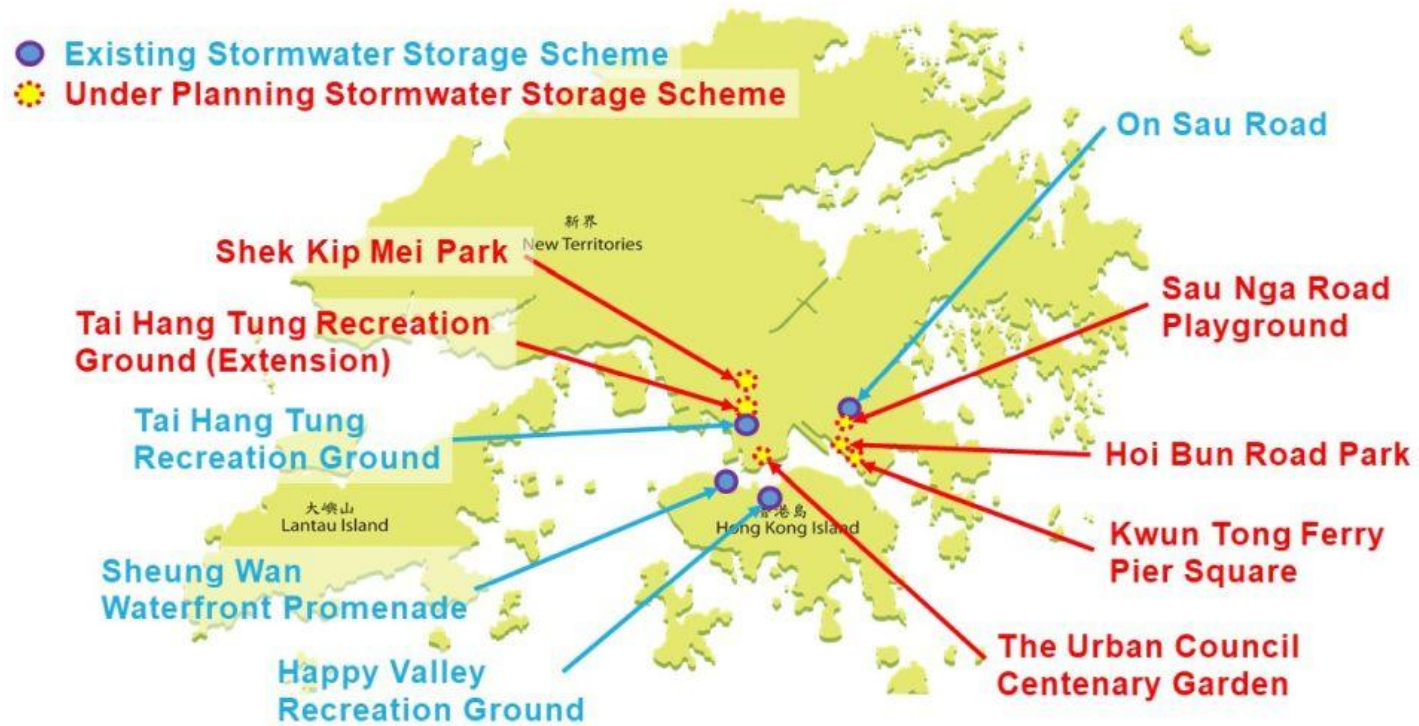 Existing Stormwater Storage Scheme
Under Planning Stormwater Storage Scheme
On Sau Road
新界
New Territories
Shek Kip Mei Park
Sau Nga Road
Playground
Tai Hang Tung Recreation
Ground (Extension)
Tai Hang Tung
Recreation Ground
Hoi Bun Road Park
大嶼山
Lantau Island
香港島
Hong Kong Island
Kwun Tong Ferry
Pier Square
Sheung Wan
Waterfront Promenade
The Urban Council
Centenary Garden
Happy Valley
Recreation Ground